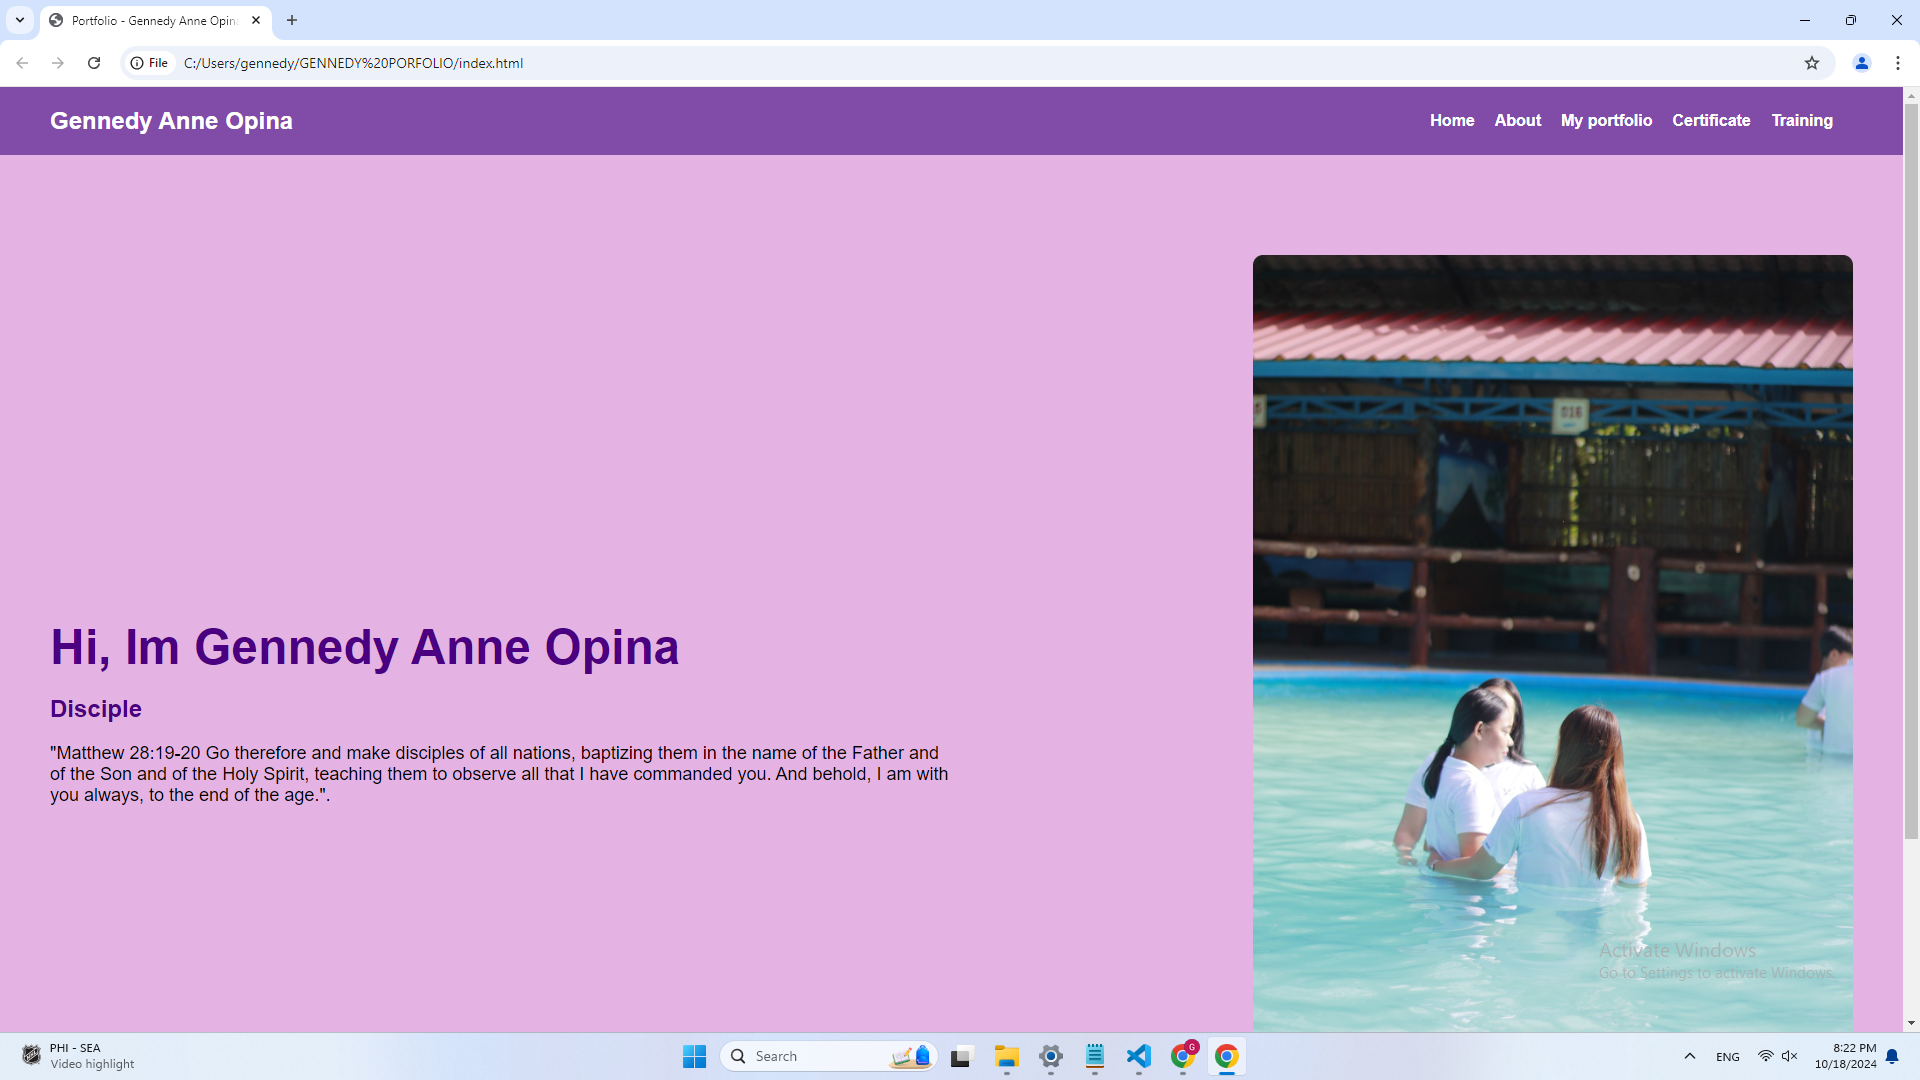 Portfolio - Gennedy Anne Opin
File
C:/Users/gennedy/GENNEDY%20PORFOLIO/index.html
Gennedy Anne Opina
Home
About
My portfolio
Certificate
Training
016
Hi, Im Gennedy Anne Opina
Disciple
"Matthew 28:19-20 Go therefore and make disciples of all nations, baptizing them in the name of the Father and
of the Son and of the Holy Spirit, teaching them to observe all that I have commanded you. And behold, I am with
you always, to the end of the age.".
Activate Windows
Go to Settings to activate Windows.
PHI - SEA
Video highlight
Search
G
ENG
8:22 PM
10/18/2024